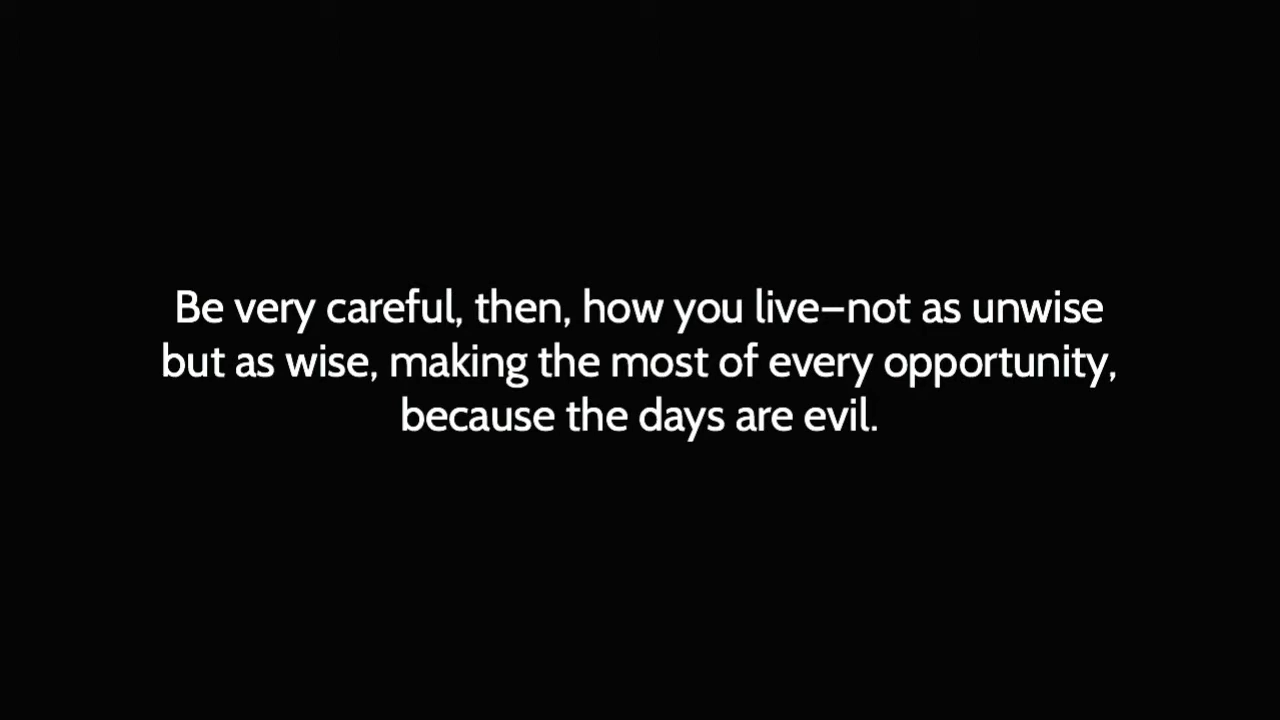 Be very careful, then, how you live–not as unwise
but as wise, making the most of every opportunity,
because the days are evil.